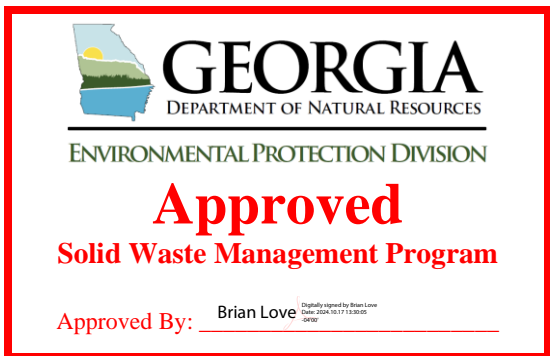 GEORGIA
DEPARTMENT OF NATURAL RESOURCES
ENVIRONMENTAL PROTECTION DIVISION
Approved
Solid Waste Management Program
Approved By: Brian Love
Digitally signed by Brian Love
Date: 2024.10.17 13:30:05
-04'00'